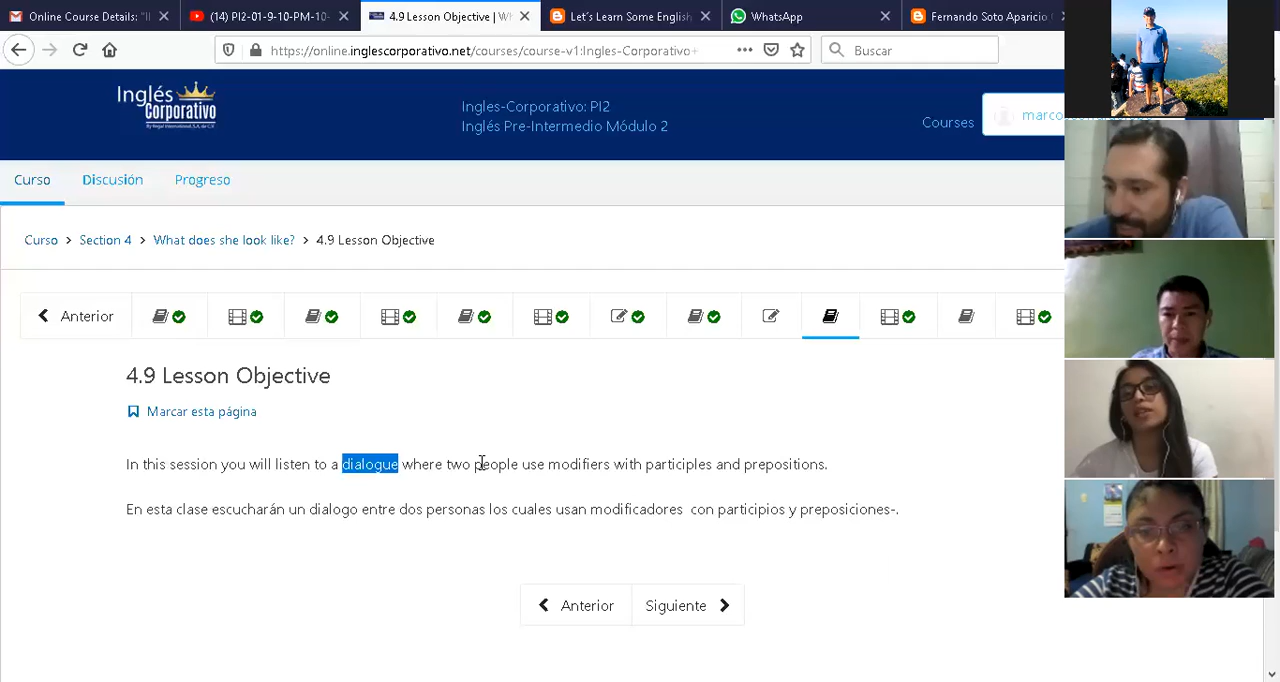 Online Course Details: "I
(14) PI2-01-9-10-PM-10-
4.9 Lesson Objective | W
Let's Learn Some English
WhatsApp
Fernando Soto Aparicio
https://online.inglescorporativo.net/courses/course-v1:Ingles-Corporativo+
Buscar
Inglés
Corporativo
Ingles-Corporativo: PI2
Inglés Pre-Intermedio Módulo 2
Courses
Curso
Discusión
Progreso
Curso > Section 4 > What does she look like? > 4.9 Lesson Objective
Anterior
4.9 Lesson Objective
Marcar esta página
In this session you will listen to a dialogue where two people use modifiers with participles and prepositions.
En esta clase escucharán un dialogo entre dos personas los cuales usan modificadores con participios y preposiciones-.
Anterior
Siguiente